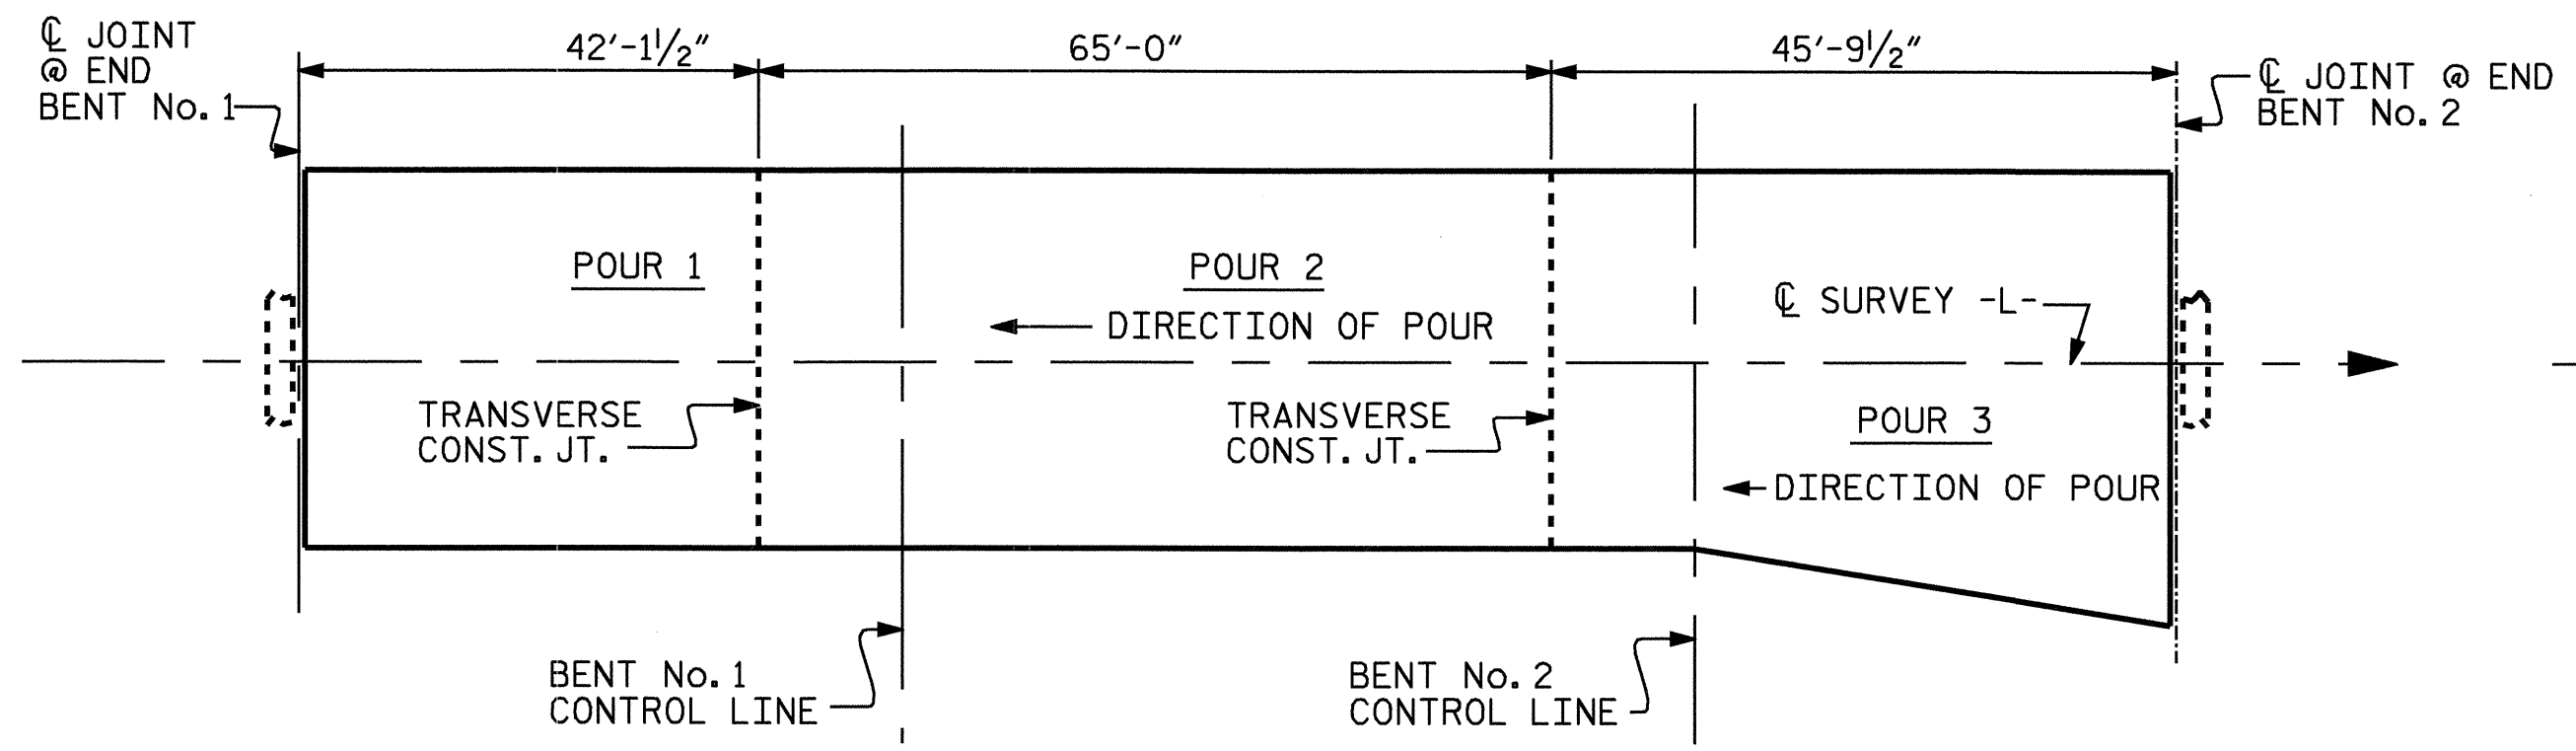 ℄ JOINT
@ END
BENT No. 1
42'-1½"
65'-0"
45'-9½"
℄ JOINT @ END
BENT No. 2
POUR 1
POUR 2
DIRECTION OF POUR
℄ SURVEY -L-
TRANSVERSE
CONST. JT.
TRANSVERSE
CONST. JT.
POUR 3
DIRECTION OF POUR
BENT No. 1
CONTROL LINE
BENT No. 2
CONTROL LINE